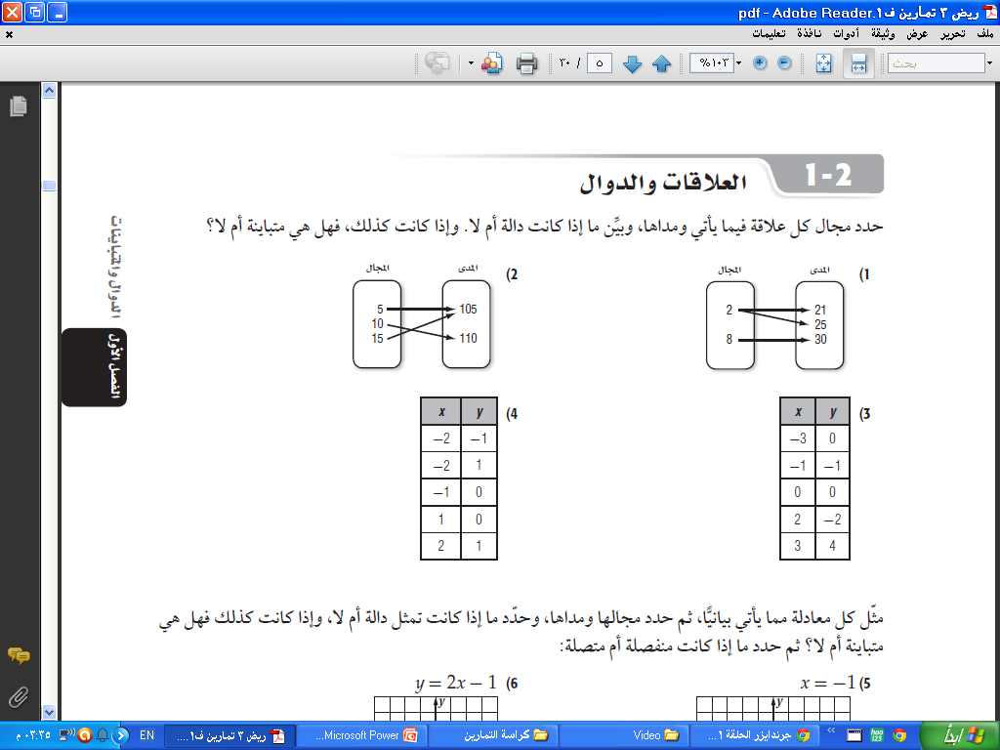 ريض ٣ تمارين ف١.pdf - Adobe Reader
ملف تحرير عرض وثيقة أدوات نافذة تعليمات
بحث
%١٠٣
٥ / ٢٠
1-2 العلاقات والدوال
حدد مجال كل علاقة فيما يأتي ومداها، وبيِّن ما إذا كانت دالة أم لا. وإذا كانت كذلك، فهل هي متباينة أم لا؟
(1
المجال المدى
2 21
25
8 30
(2
المجال المدى
5 105
10
15 110
(3
x y
−3 0
−1 −1
0 0
2 −2
3 4
(4
x y
−2 −1
−2 1
−1 0
1 0
2 1
مثّل كل معادلة مما يأتي بيانيًّا، ثم حدد مجالها ومداها، وحدّد ما إذا كانت تمثل دالة أم لا، وإذا كانت كذلك فهل هي
متباينة أم لا؟ ثم حدد ما إذا كانت منفصلة أم متصلة:
(5 x = −1
y
(6 y = 2x − 1
y
الدوال والمتباينات
الفصل الأول
ابدأ
hao 123
جرندايزر الحلقة ١...
Video
كراسة التمارين
Microsoft Power...
ريض ٣ تمارين ف١....
EN
٠٣:٣٥ م